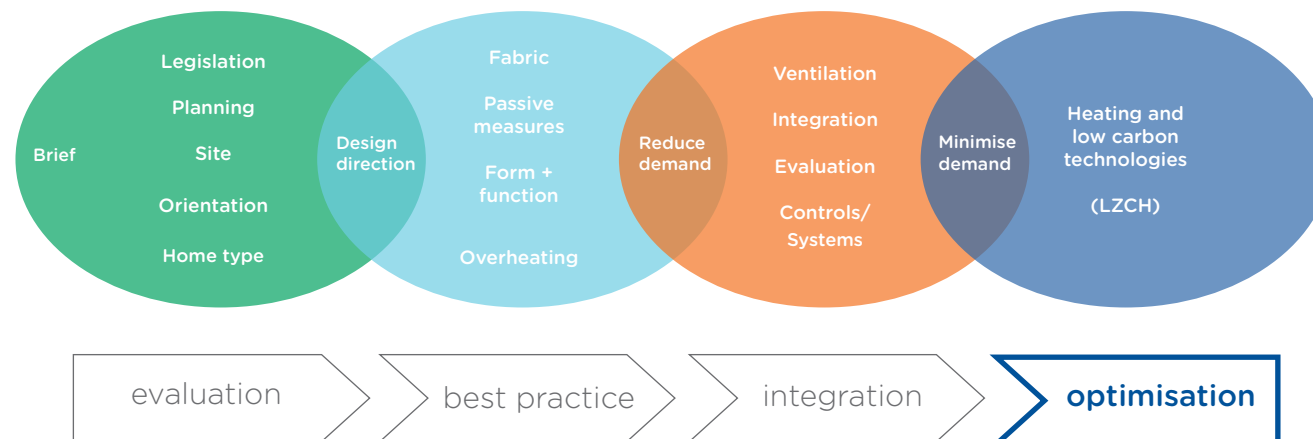 Brief
Legislation
Planning
Site
Orientation
Home type
Design
direction
Fabric
Passive
measures
Form +
function
Overheating
Reduce
demand
Ventilation
Integration
Evaluation
Controls/
Systems
Minimise
demand
Heating and
low carbon
technologies
(LZCH)
evaluation
best practice
integration
optimisation